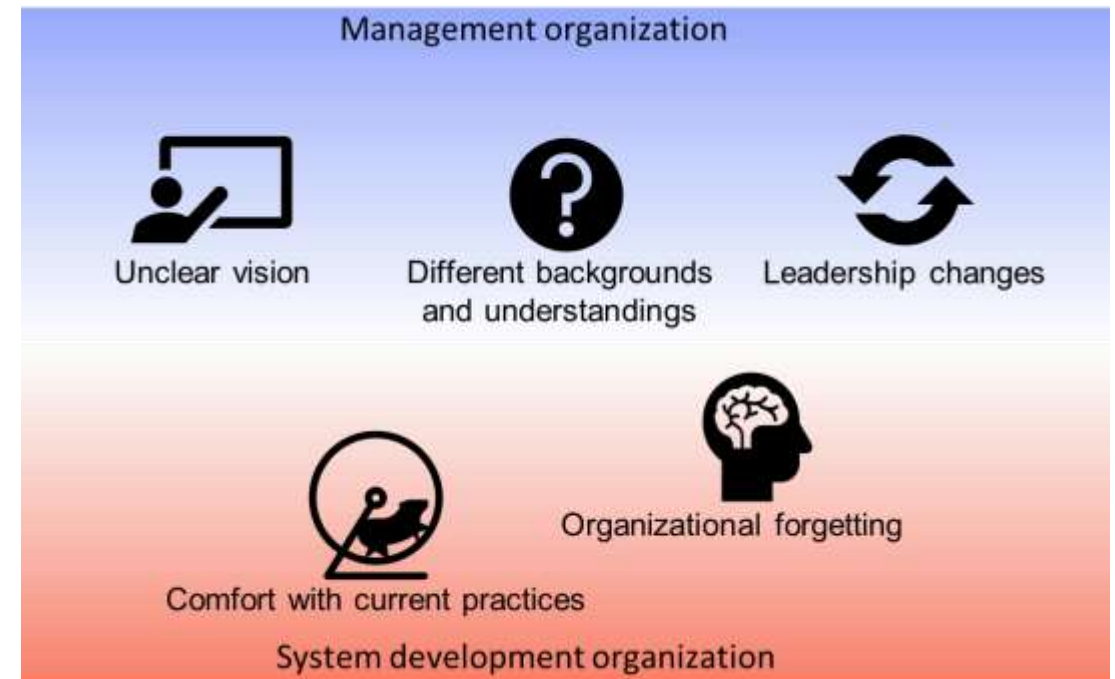 Management organization
Unclear vision
Different backgrounds
and understandings
Leadership changes
Organizational forgetting
Comfort with current practices
System development organization